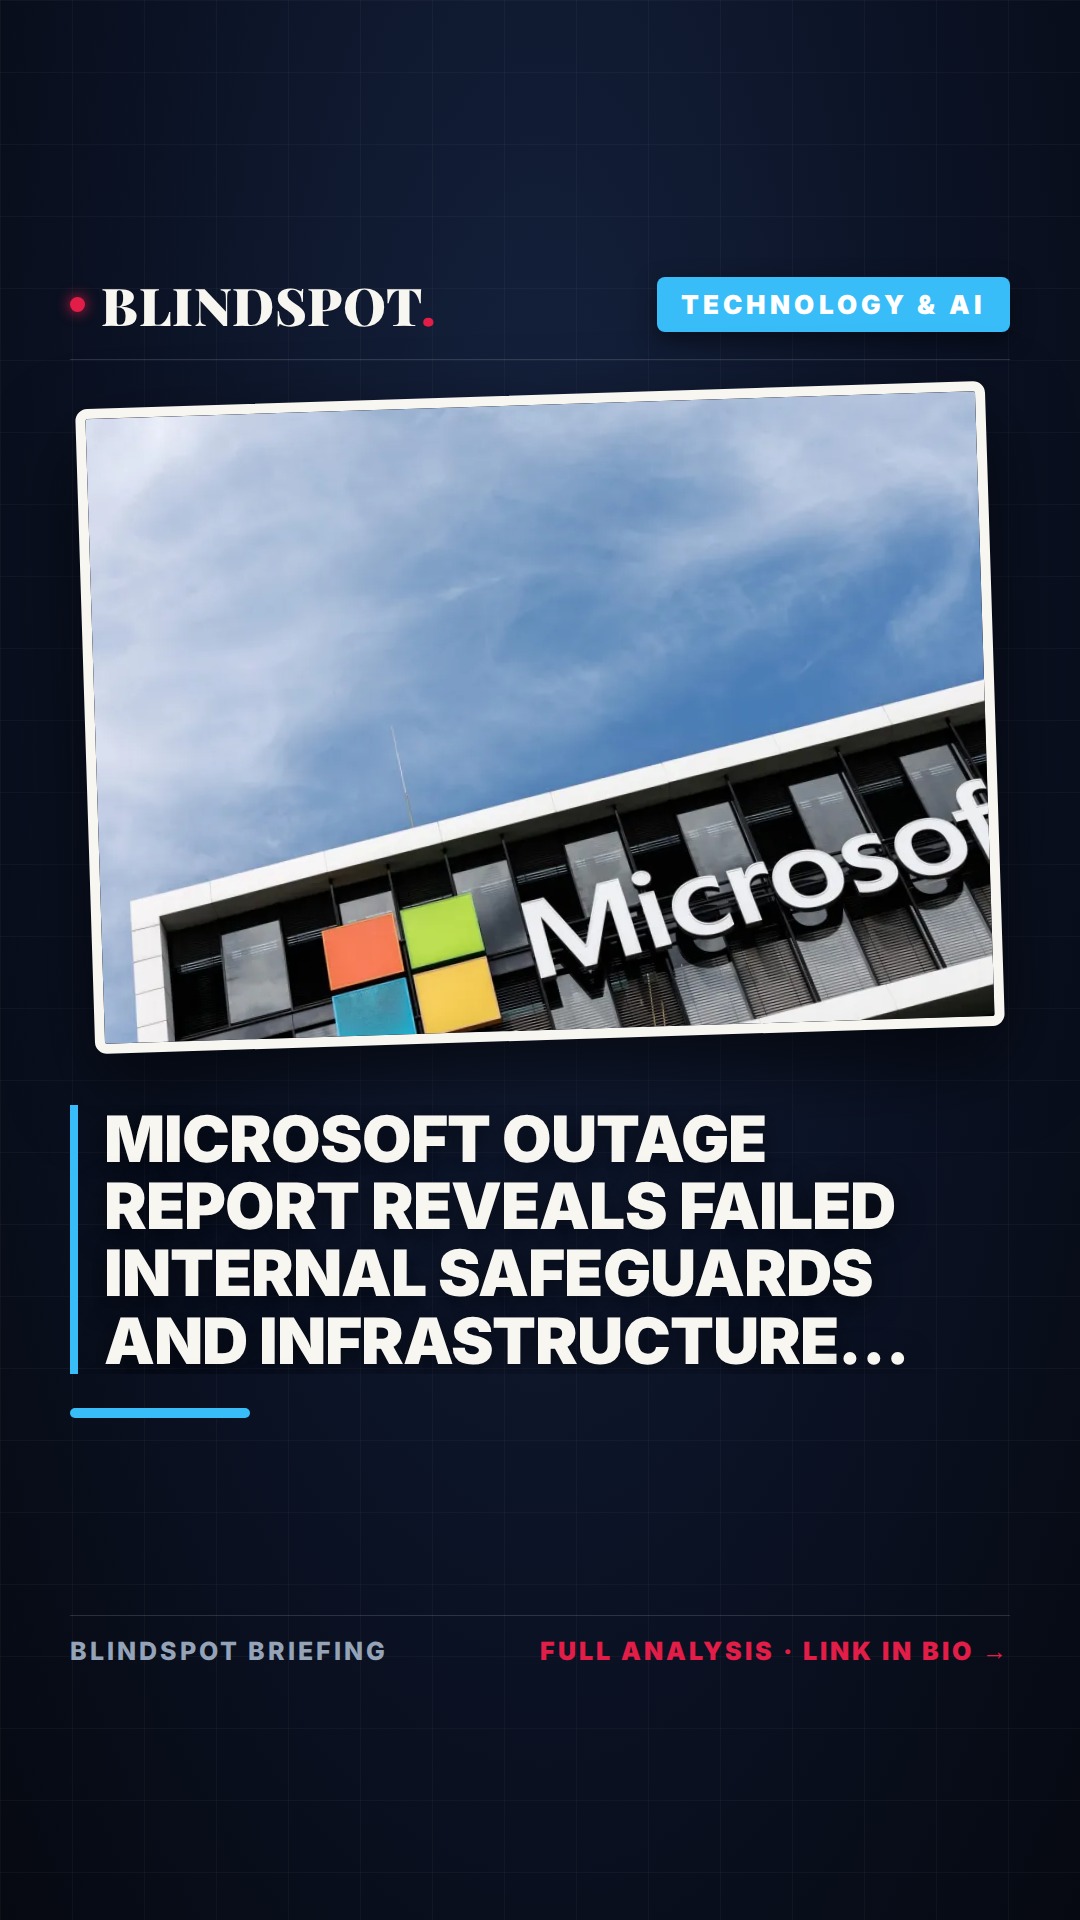 BLINDSPOT.
TECHNOLOGY & AI
Microsof
MICROSOFT OUTAGE
REPORT REVEALS FAILED
INTERNAL SAFEGUARDS
AND INFRASTRUCTURE...
BLINDSPOT BRIEFING
FULL ANALYSIS · LINK IN BIO →